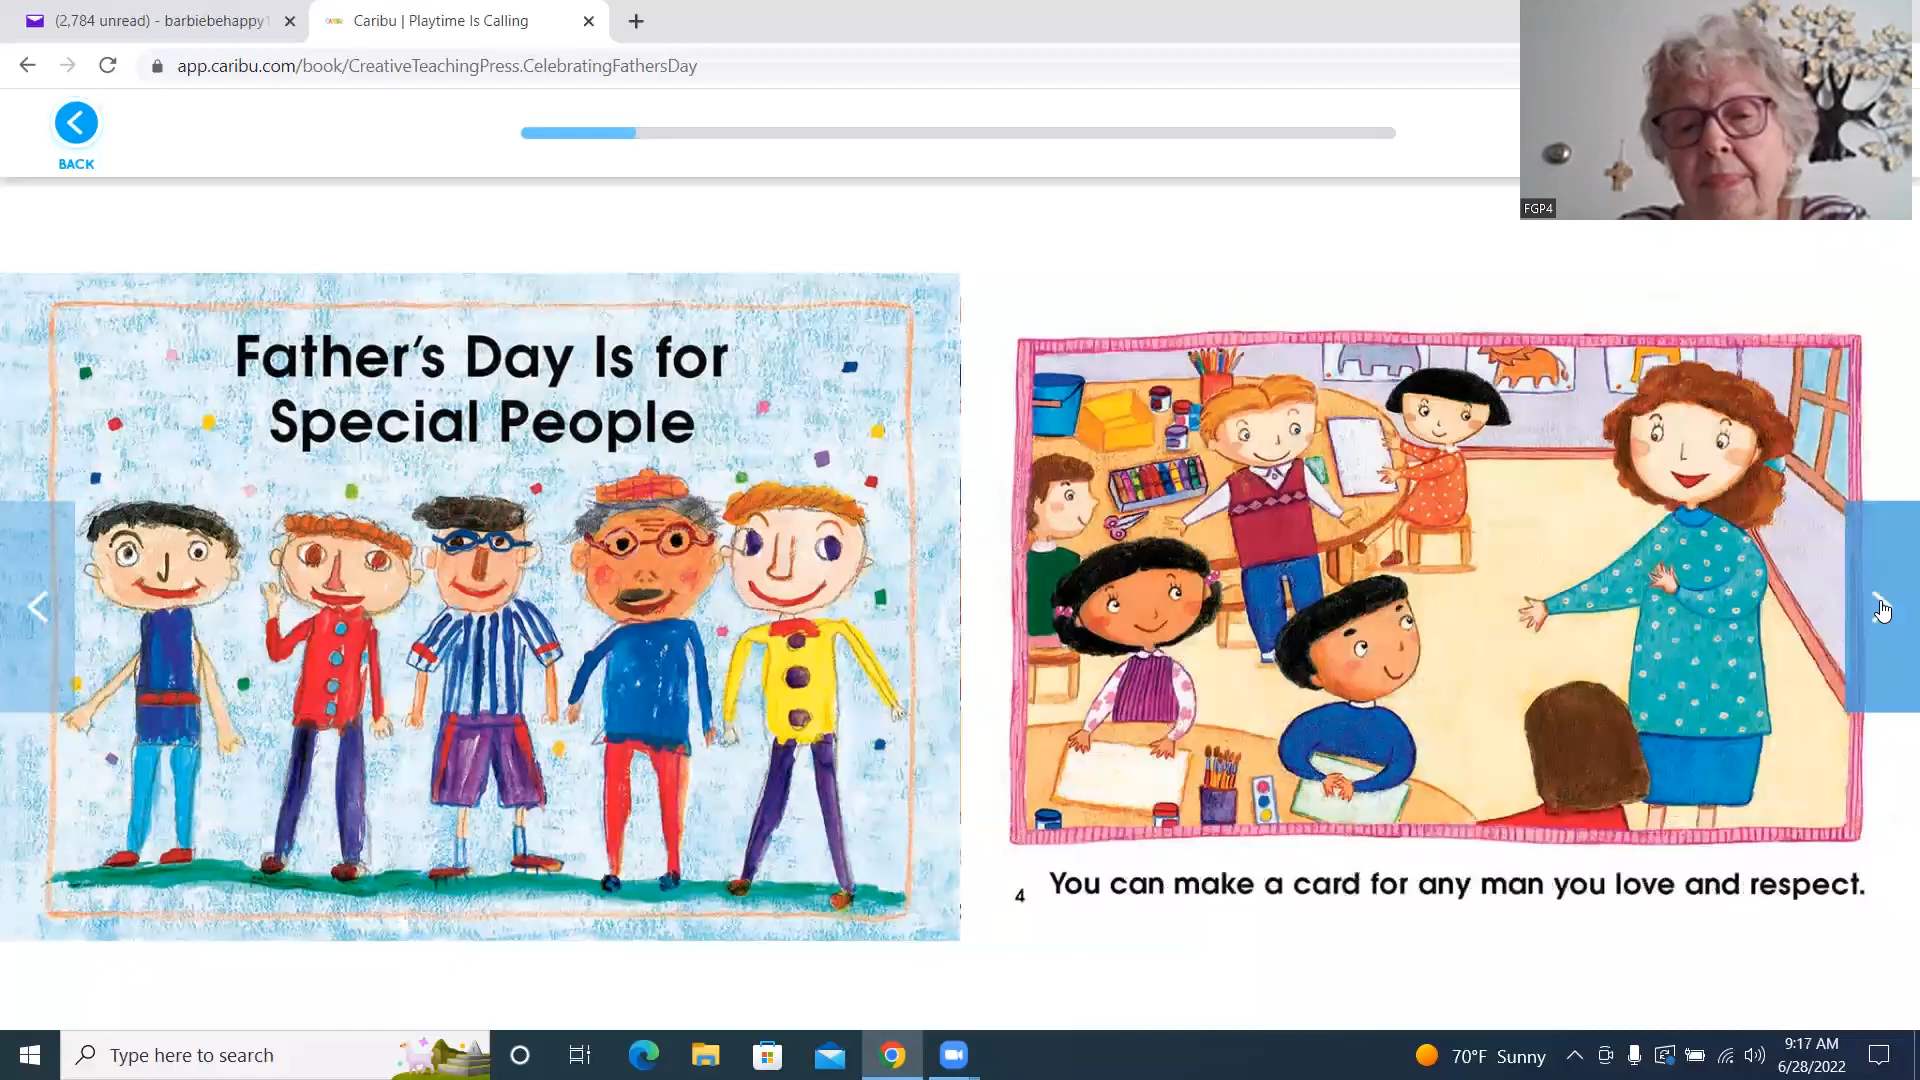 (2,784 unread) - barbiebehappy
Caribu | Playtime Is Calling
app.caribu.com/book/CreativeTeachingPress.CelebratingFathersDay
BACK
FGP4
Father's Day Is for
Special People
4 You can make a card for any man you love and respect.
Type here to search
70°F Sunny
9:17 AM
6/28/2022